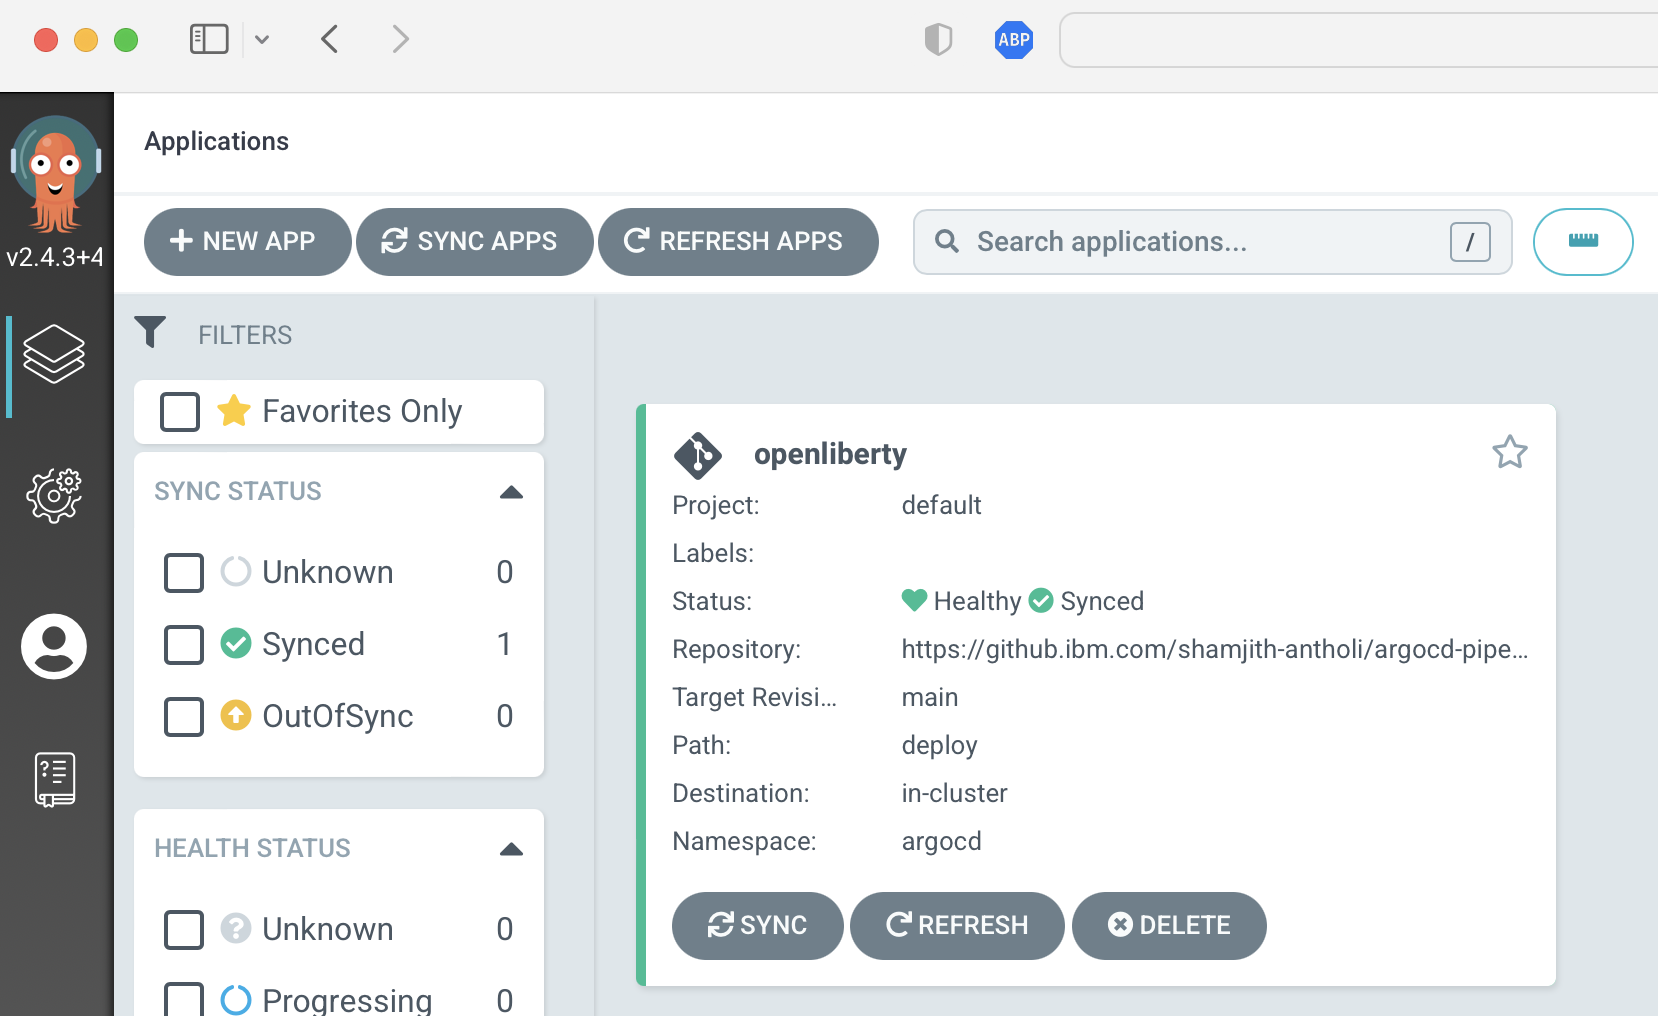 ABP
Applications
v2.4.3+4
NEW APP
SYNC APPS
REFRESH APPS
Search applications...
/
FILTERS
Favorites Only
SYNC STATUS
Unknown 0
Synced 1
OutOfSync 0
HEALTH STATUS
Unknown 0
Progressing 0
openliberty
Project: default
Labels:
Status: Healthy Synced
Repository: https://github.ibm.com/shamjith-antholi/argocd-pipe...
Target Revisi... main
Path: deploy
Destination: in-cluster
Namespace: argocd
SYNC
REFRESH
DELETE